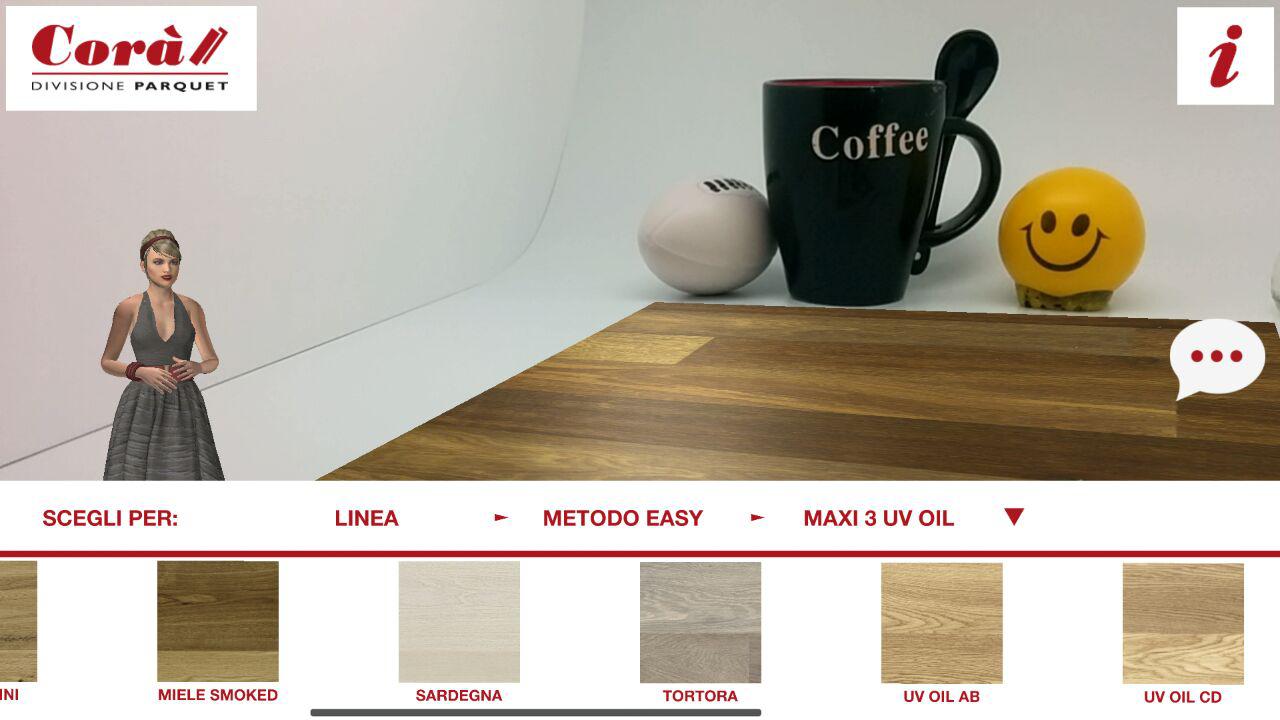 Corà
DIVISIONE PARQUET
i
Coffee
SCEGLI PER:
LINEA
METODO EASY
MAXI 3 UV OIL
INI
MIELE SMOKED
SARDEGNA
TORTORA
UV OIL AB
UV OIL CD